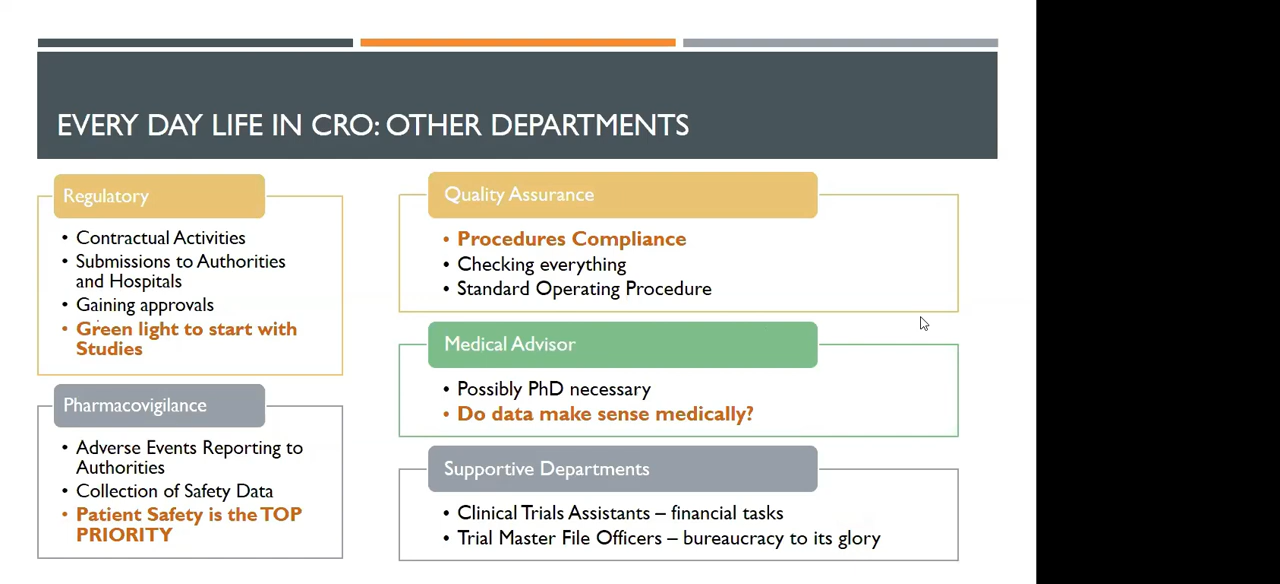 EVERY DAY LIFE IN CRO: OTHER DEPARTMENTS
Regulatory
• Contractual Activities
• Submissions to Authorities
and Hospitals
• Gaining approvals
• Green light to start with
Studies
Pharmacovigilance
• Adverse Events Reporting to
Authorities
• Collection of Safety Data
• Patient Safety is the TOP
PRIORITY
Quality Assurance
• Procedures Compliance
• Checking everything
• Standard Operating Procedure
Medical Advisor
• Possibly PhD necessary
• Do data make sense medically?
Supportive Departments
• Clinical Trials Assistants – financial tasks
• Trial Master File Officers – bureaucracy to its glory